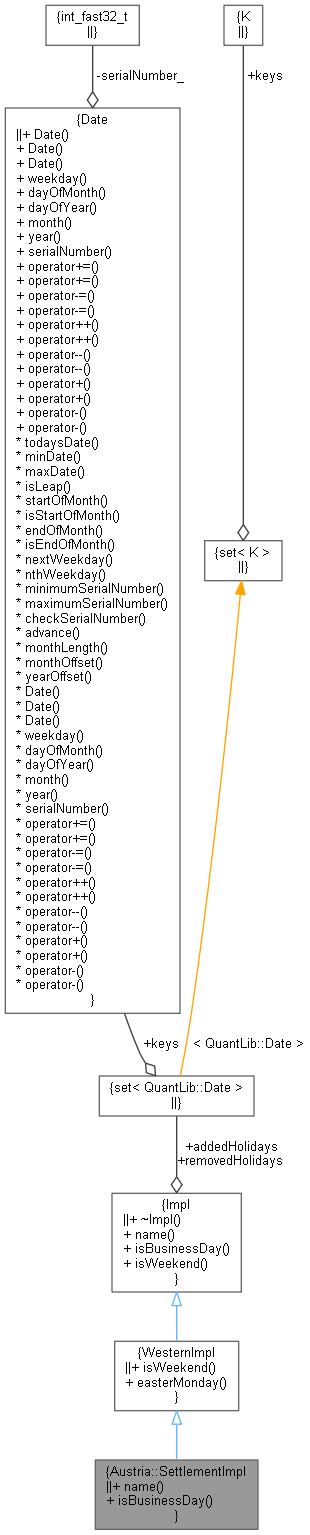 {int_fast32_t
||}
{K
||}
-serialNumber_
+keys
{Date
||+ Date()
+ Date()
+ Date()
+ weekday()
+ dayOfMonth()
+ dayOfYear()
+ month()
+ year()
+ serialNumber()
+ operator+=()
+ operator+=()
+ operator-=()
+ operator-=()
+ operator++()
+ operator++()
+ operator--()
+ operator--()
+ operator+()
+ operator+()
+ operator-()
+ operator-()
* todaysDate()
* minDate()
* maxDate()
* isLeap()
* startOfMonth()
* isStartOfMonth()
* endOfMonth()
* isEndOfMonth()
* nextWeekday()
* nthWeekday()
* minimumSerialNumber()
* maximumSerialNumber()
* checkSerialNumber()
* advance()
* monthLength()
* monthOffset()
* yearOffset()
* Date()
* Date()
* Date()
* weekday()
* dayOfMonth()
* dayOfYear()
* month()
* year()
* serialNumber()
* operator+=()
* operator+=()
* operator-=()
* operator-=()
* operator++()
* operator++()
* operator--()
* operator--()
* operator+()
* operator+()
* operator-()
* operator-()
}
{set< K >
||}
+keys
< QuantLib::Date >
{set< QuantLib::Date >
||}
+addedHolidays
+removedHolidays
{Impl
||+ ~Impl()
+ name()
+ isBusinessDay()
+ isWeekend()
}
{WesternImpl
||+ isWeekend()
+ easterMonday()
}
{Austria::SettlementImpl
||+ name()
+ isBusinessDay()
}